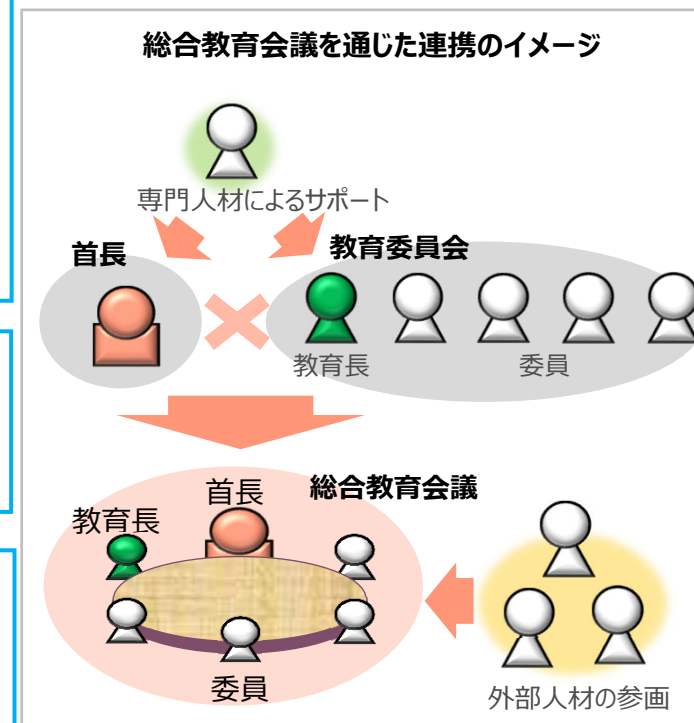 総合教育会議を通じた連携のイメージ
専門人材によるサポート
首長
教育委員会
教育長
委員
総合教育会議
首長
教育長
委員
外部人材の参画